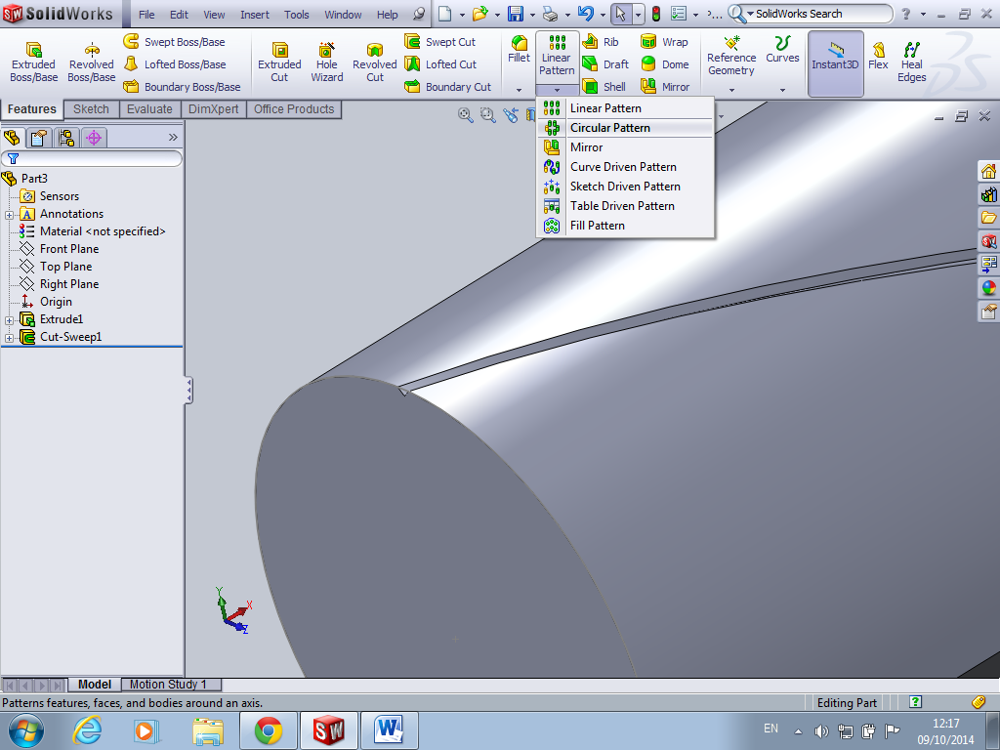 SW SolidWorks File Edit View Insert Tools Window Help SolidWorks Search ?
Extruded Boss/Base
Revolved Boss/Base
Swept Boss/Base
Lofted Boss/Base
Boundary Boss/Base
Extruded Cut
Hole Wizard
Revolved Cut
Swept Cut
Lofted Cut
Boundary Cut
Fillet
Linear Pattern
Rib
Draft
Shell
Wrap
Dome
Mirror
Reference Geometry
Curves
Instant3D
Flex
Heal Edges
Features Sketch Evaluate DimXpert Office Products
Linear Pattern
Circular Pattern
Mirror
Curve Driven Pattern
Sketch Driven Pattern
Table Driven Pattern
Fill Pattern
Part3
Sensors
Annotations
Material <not specified>
Front Plane
Top Plane
Right Plane
Origin
Extrude1
Cut-Sweep1
Y
X
Z
Model Motion Study 1
Patterns features, faces, and bodies around an axis. Editing Part ?
EN
12:17
09/10/2014